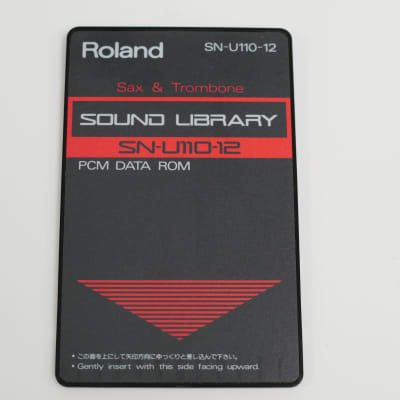 Roland SN-U110-12
Sax & Trombone
SOUND LIBRARY
SN-U110-12
PCM DATA ROM
・この面を上にして矢印方向にゆっくりと差し込んで下さい。
・Gently insert with this side facing upward.